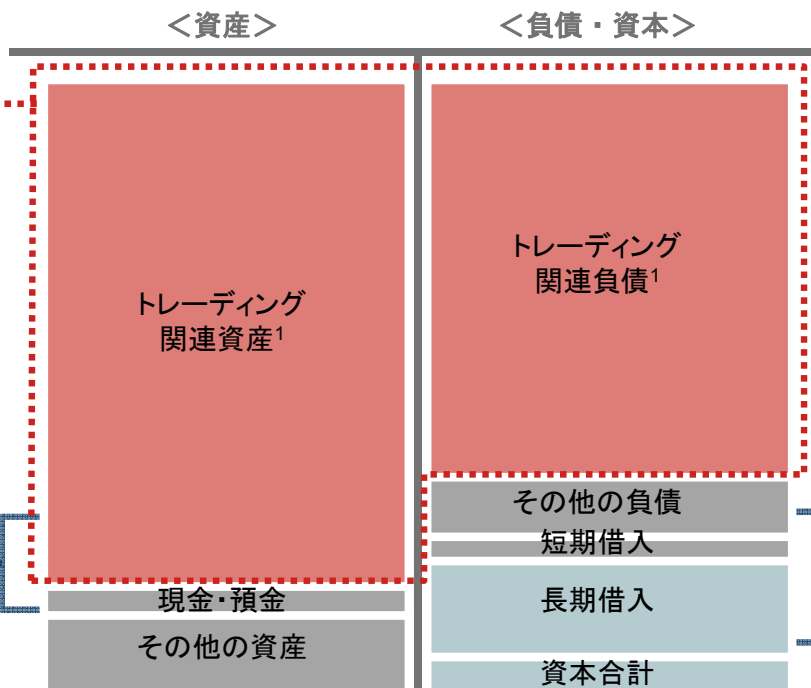 ＜資産＞
＜負債・資本＞
トレーディング
関連資産1
現金・預金
その他の資産
トレーディング
関連負債1
その他の負債
短期借入
長期借入
資本合計